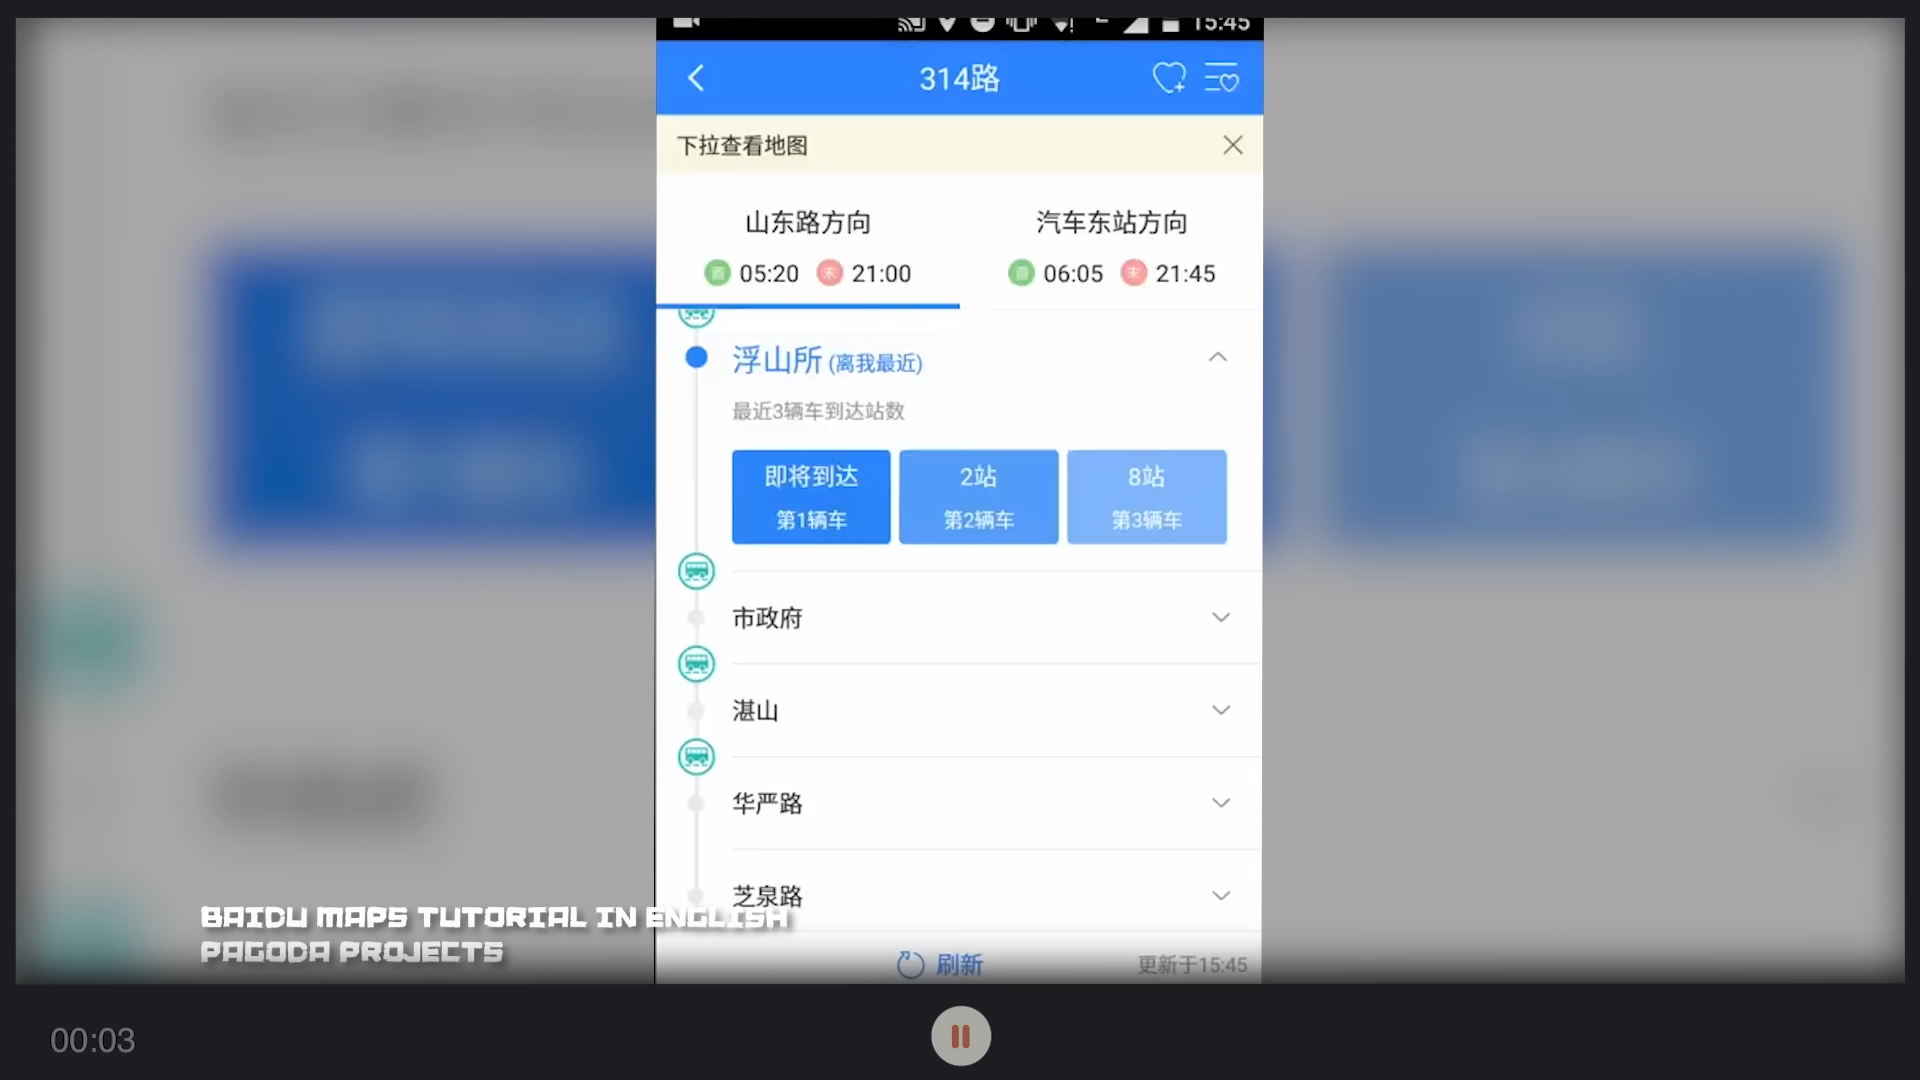 15:45
314路
下拉查看地图
山东路方向
首 05:20 末 21:00
汽车东站方向
首 06:05 末 21:45
浮山所 (离我最近)
最近3辆车到达站数
即将到达
第1辆车
2站
第2辆车
8站
第3辆车
市政府
湛山
华严路
芝泉路
BAIDU MAPS TUTORIAL IN ENGLISH
PAGODA PROJECTS
刷新
更新于15:45
00:03